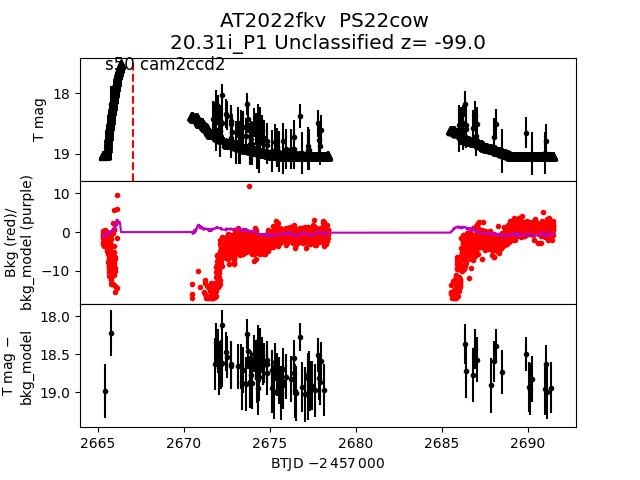 AT2022fkv  PS22cow
20.31i_P1 Unclassified z= -99.0
s50 cam2ccd2
T mag
18
19
Bkg (red)/
bkg_model (purple)
10
0
−10
T mag −
bkg_model
18.0
18.5
19.0
2665
2670
2675
2680
2685
2690
BTJD −2 457 000